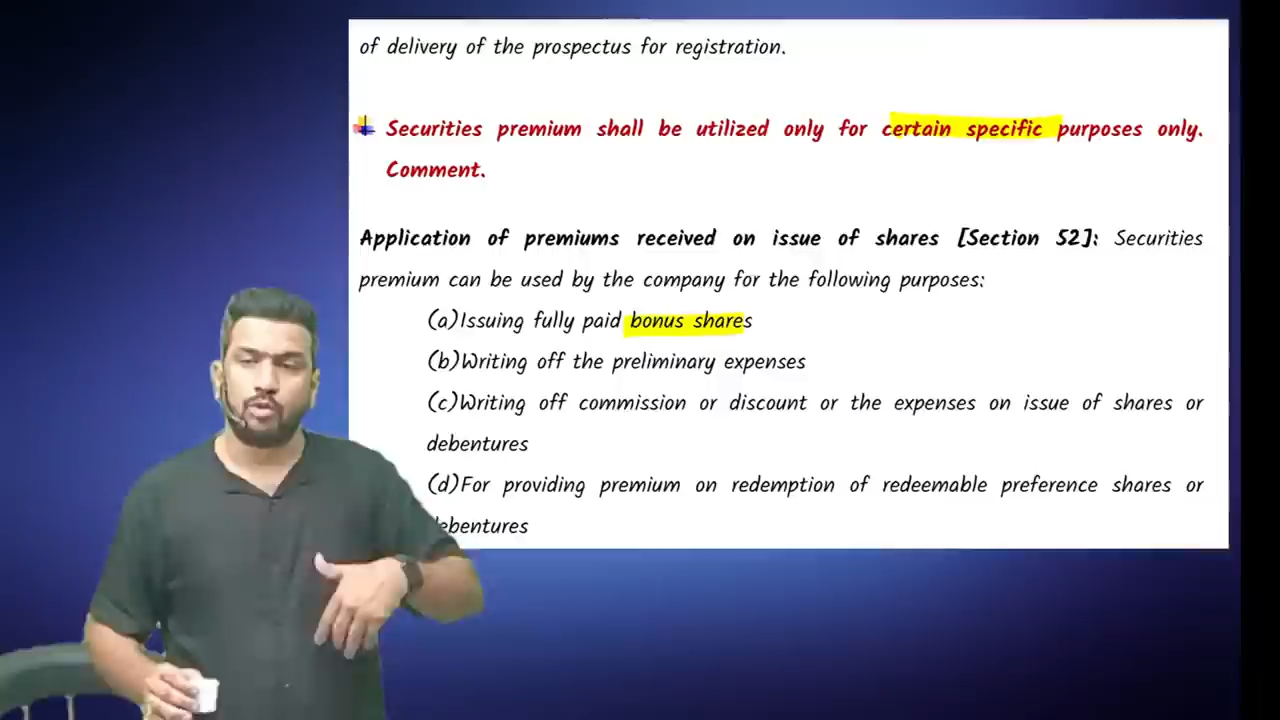 of delivery of the prospectus for registration.
Securities premium shall be utilized only for certain specific purposes only.
Comment.
Application of premiums received on issue of shares [Section 52]: Securities
premium can be used by the company for the following purposes:
(a)Issuing fully paid bonus shares
(b)Writing off the preliminary expenses
(c)Writing off commission or discount or the expenses on issue of shares or
debentures
(d)For providing premium on redemption of redeemable preference shares or
ebentures